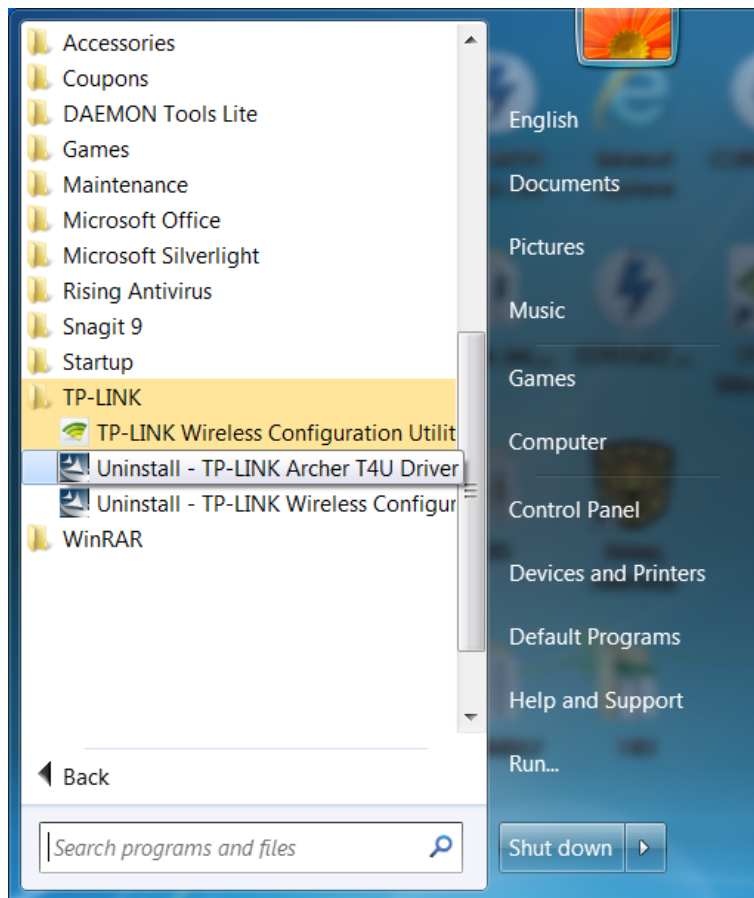 Accessories
Coupons
DAEMON Tools Lite
Games
Maintenance
Microsoft Office
Microsoft Silverlight
Rising Antivirus
Snagit 9
Startup
TP-LINK
TP-LINK Wireless Configuration Utilit
Uninstall - TP-LINK Archer T4U Driver
Uninstall - TP-LINK Wireless Configur
WinRAR
Back
Search programs and files
English
Documents
Pictures
Music
Games
Computer
Control Panel
Devices and Printers
Default Programs
Help and Support
Run...
Shut down